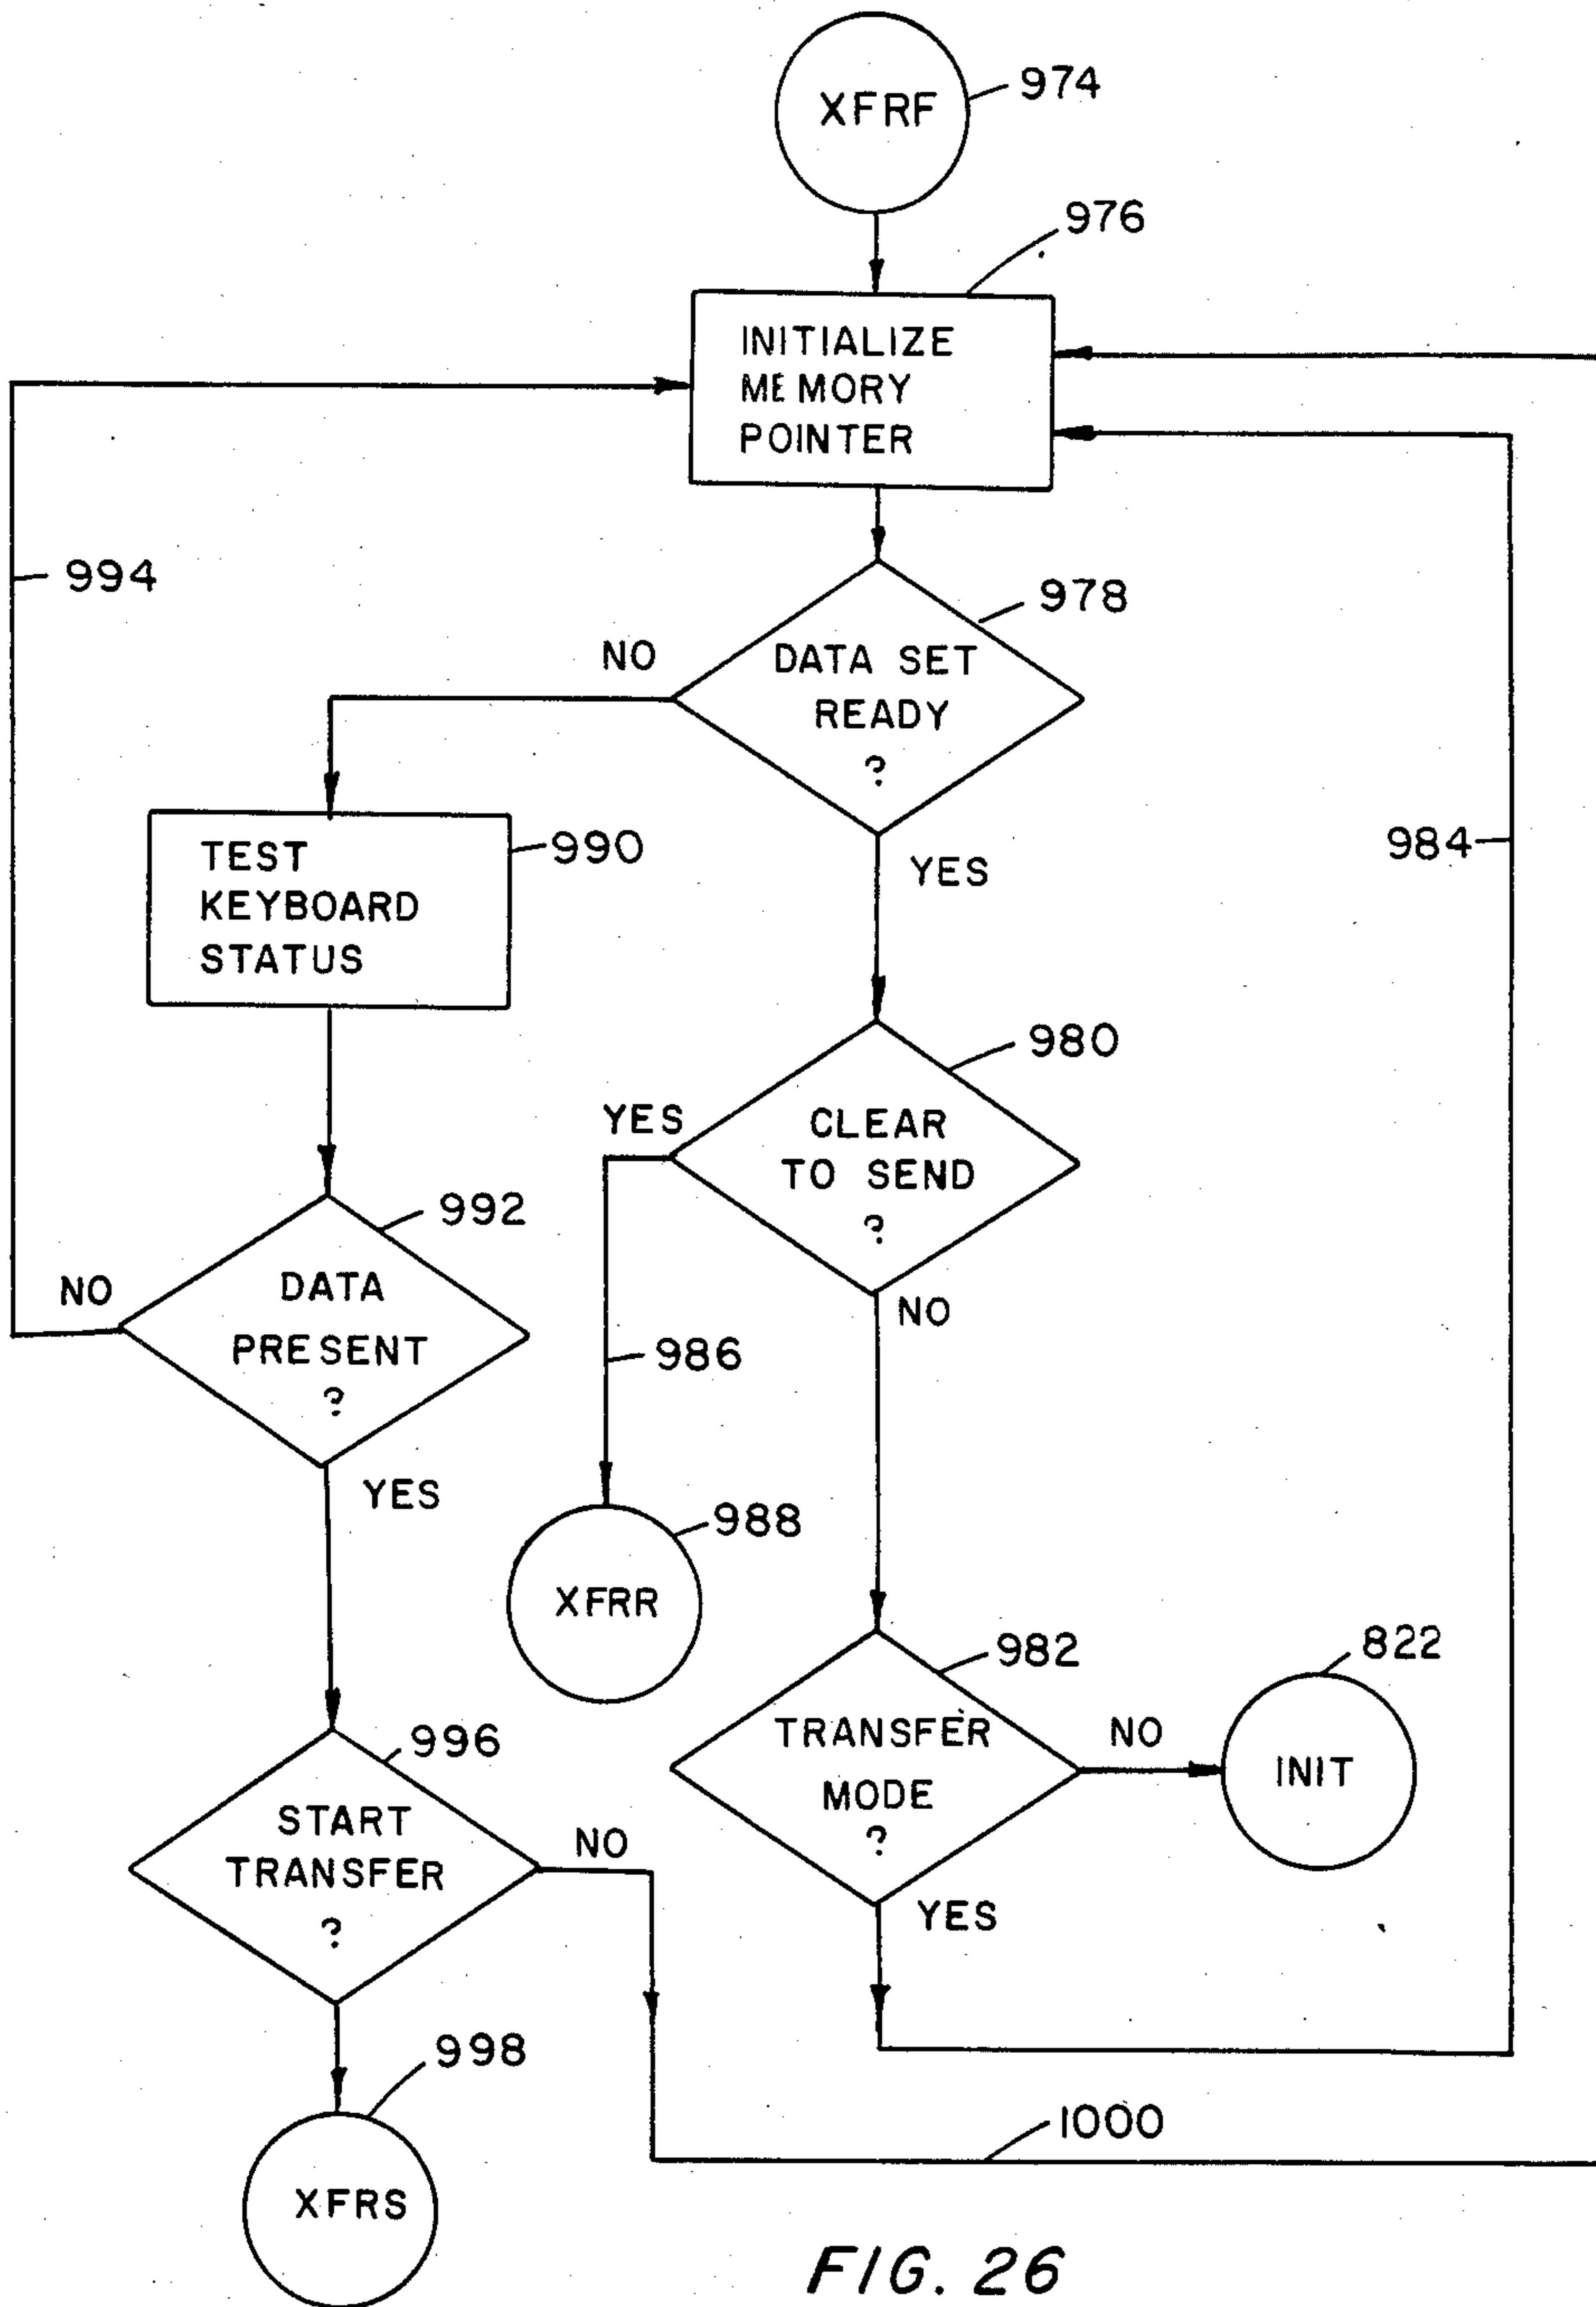 XFRF
974
976
INITIALIZE
MEMORY
POINTER
994
978
NO
DATA SET
READY
?
984
TEST
KEYBOARD
STATUS
990
YES
980
YES
CLEAR
TO SEND
?
992
NO
DATA
PRESENT
?
NO
986
YES
988
XFRR
982
822
TRANSFER
MODE
?
NO
INIT
996
START
TRANSFER
?
NO
YES
998
1000
XFRS
FIG. 26